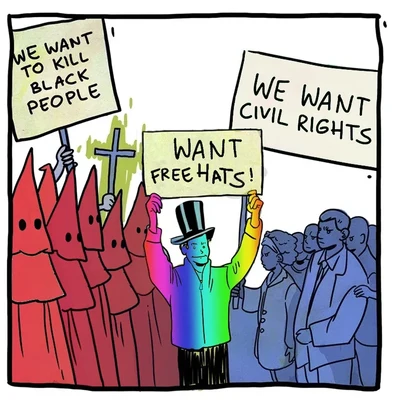 WE WANT
TO KILL
BLACK
PEOPLE
WANT
FREE HATS!
WE WANT
CIVIL RIGHTS